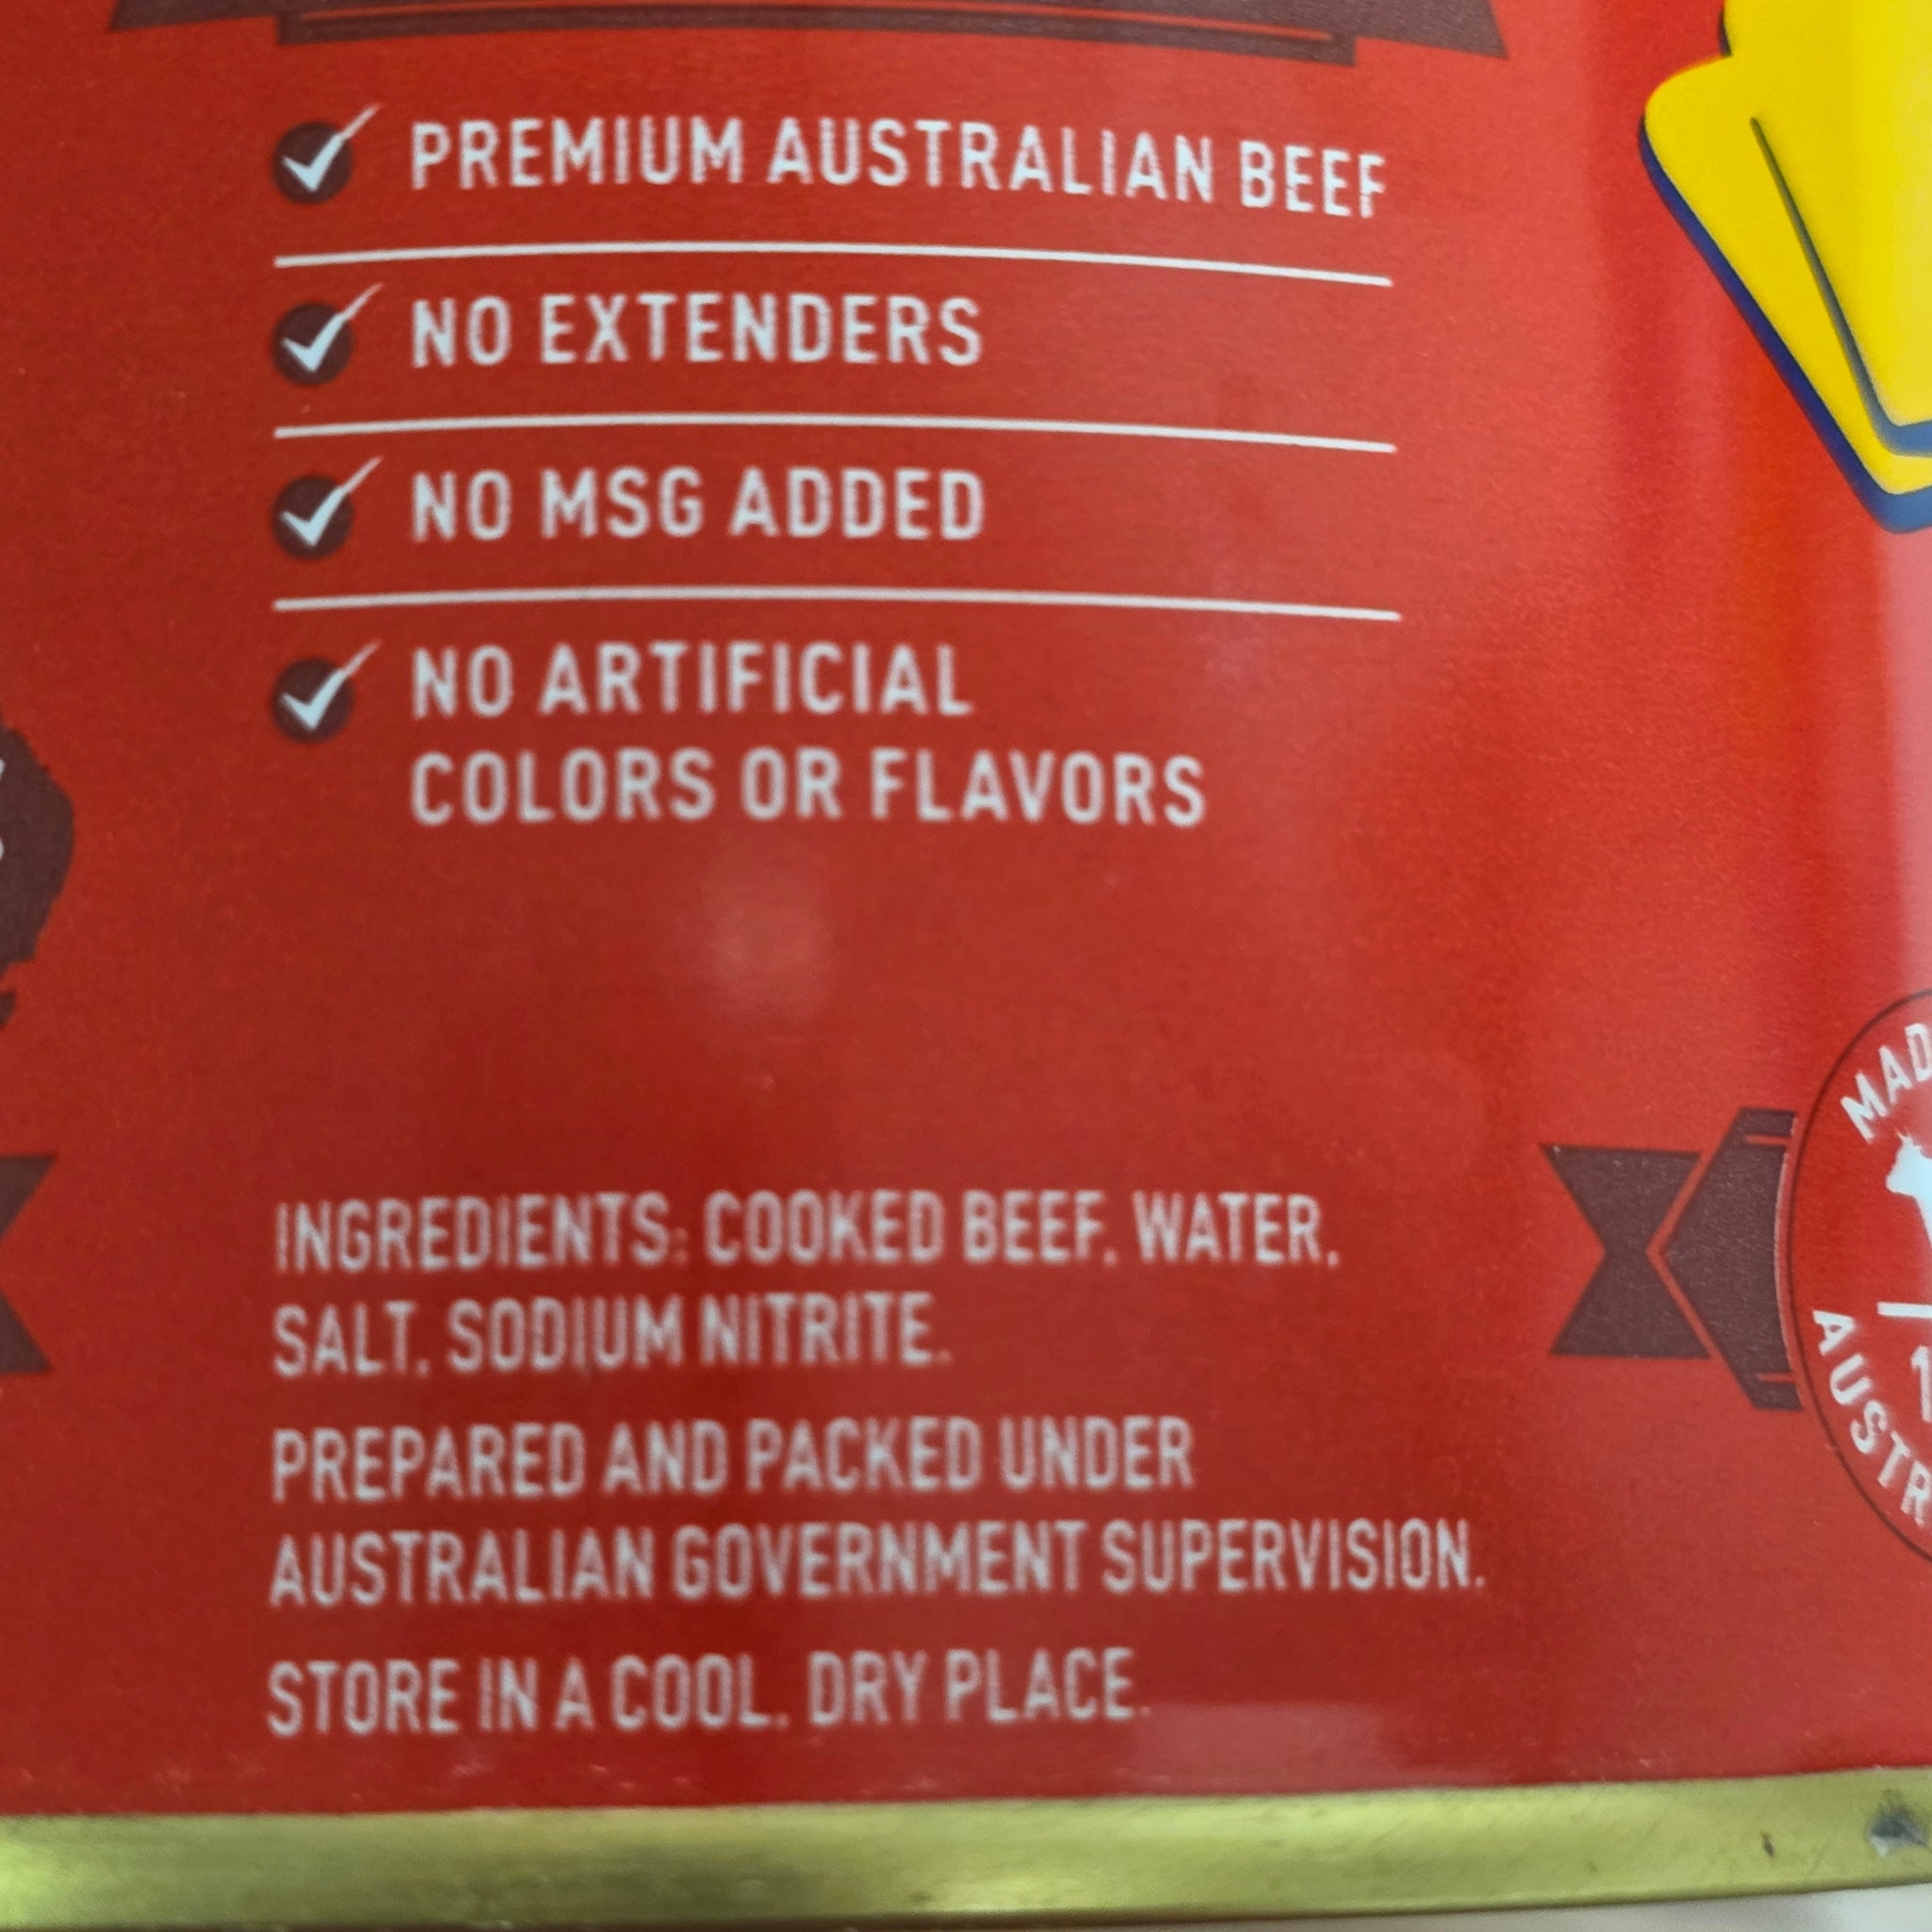 PREMIUM AUSTRALIAN BEEF
NO EXTENDERS
NO MSG ADDED
NO ARTIFICIAL
COLORS OR FLAVORS
INGREDIENTS: COOKED BEEF, WATER,
SALT, SODIUM NITRITE.
PREPARED AND PACKED UNDER
AUSTRALIAN GOVERNMENT SUPERVISION.
STORE IN A COOL, DRY PLACE.